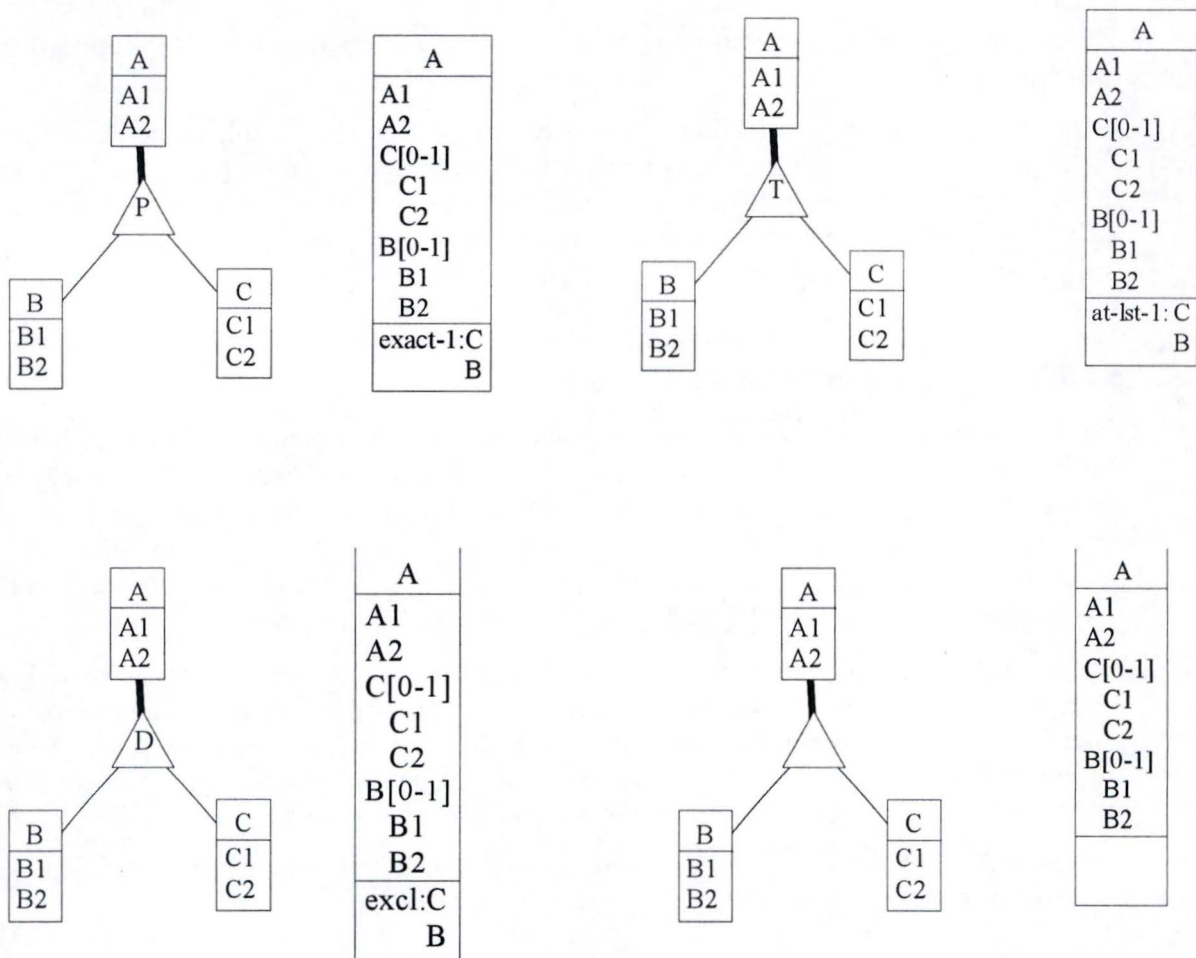 A
A1
A2
P
B
B1
B2
C
C1
C2
A
A1
A2
C[0-1]
C1
C2
B[0-1]
B1
B2
exact-1:C
B
A
A1
A2
T
B
B1
B2
C
C1
C2
A
A1
A2
C[0-1]
C1
C2
B[0-1]
B1
B2
at-lst-1: C
B
A
A1
A2
D
B
B1
B2
C
C1
C2
A
A1
A2
C[0-1]
C1
C2
B[0-1]
B1
B2
excl:C
B
A
A1
A2
B
B1
B2
C
C1
C2
A
A1
A2
C[0-1]
C1
C2
B[0-1]
B1
B2